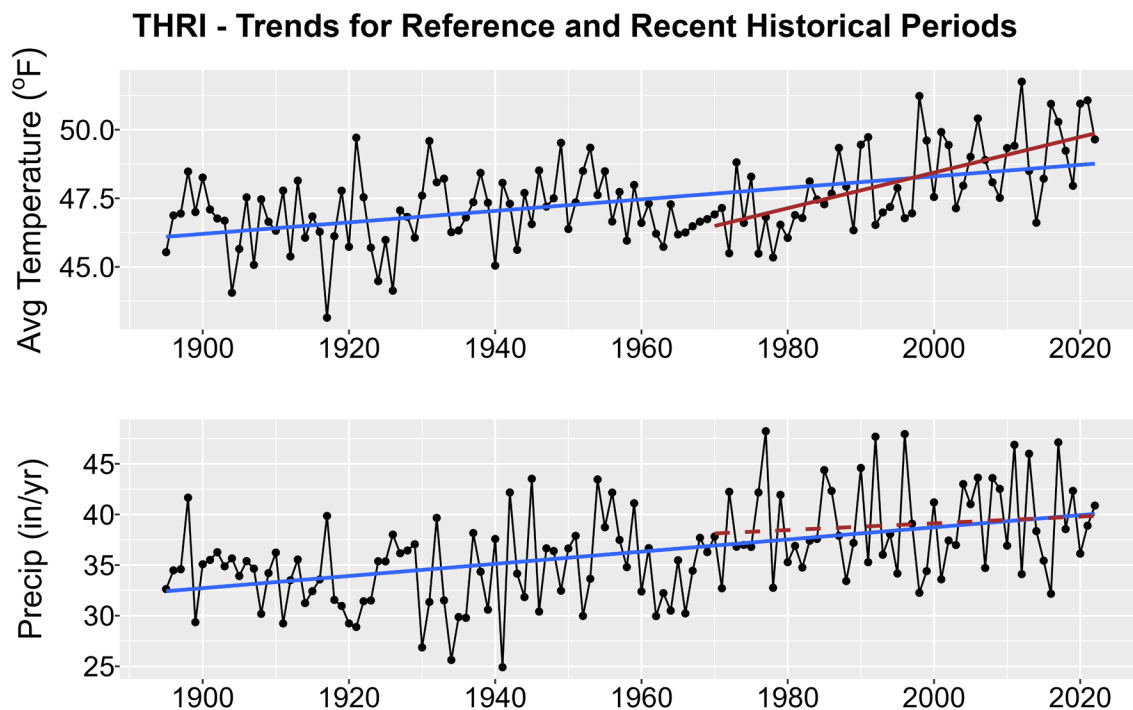 THRI - Trends for Reference and Recent Historical Periods
Avg Temperature (°F)
50.0
47.5
45.0
1900 1920 1940 1960 1980 2000 2020
Precip (in/yr)
45
40
35
30
25
1900 1920 1940 1960 1980 2000 2020